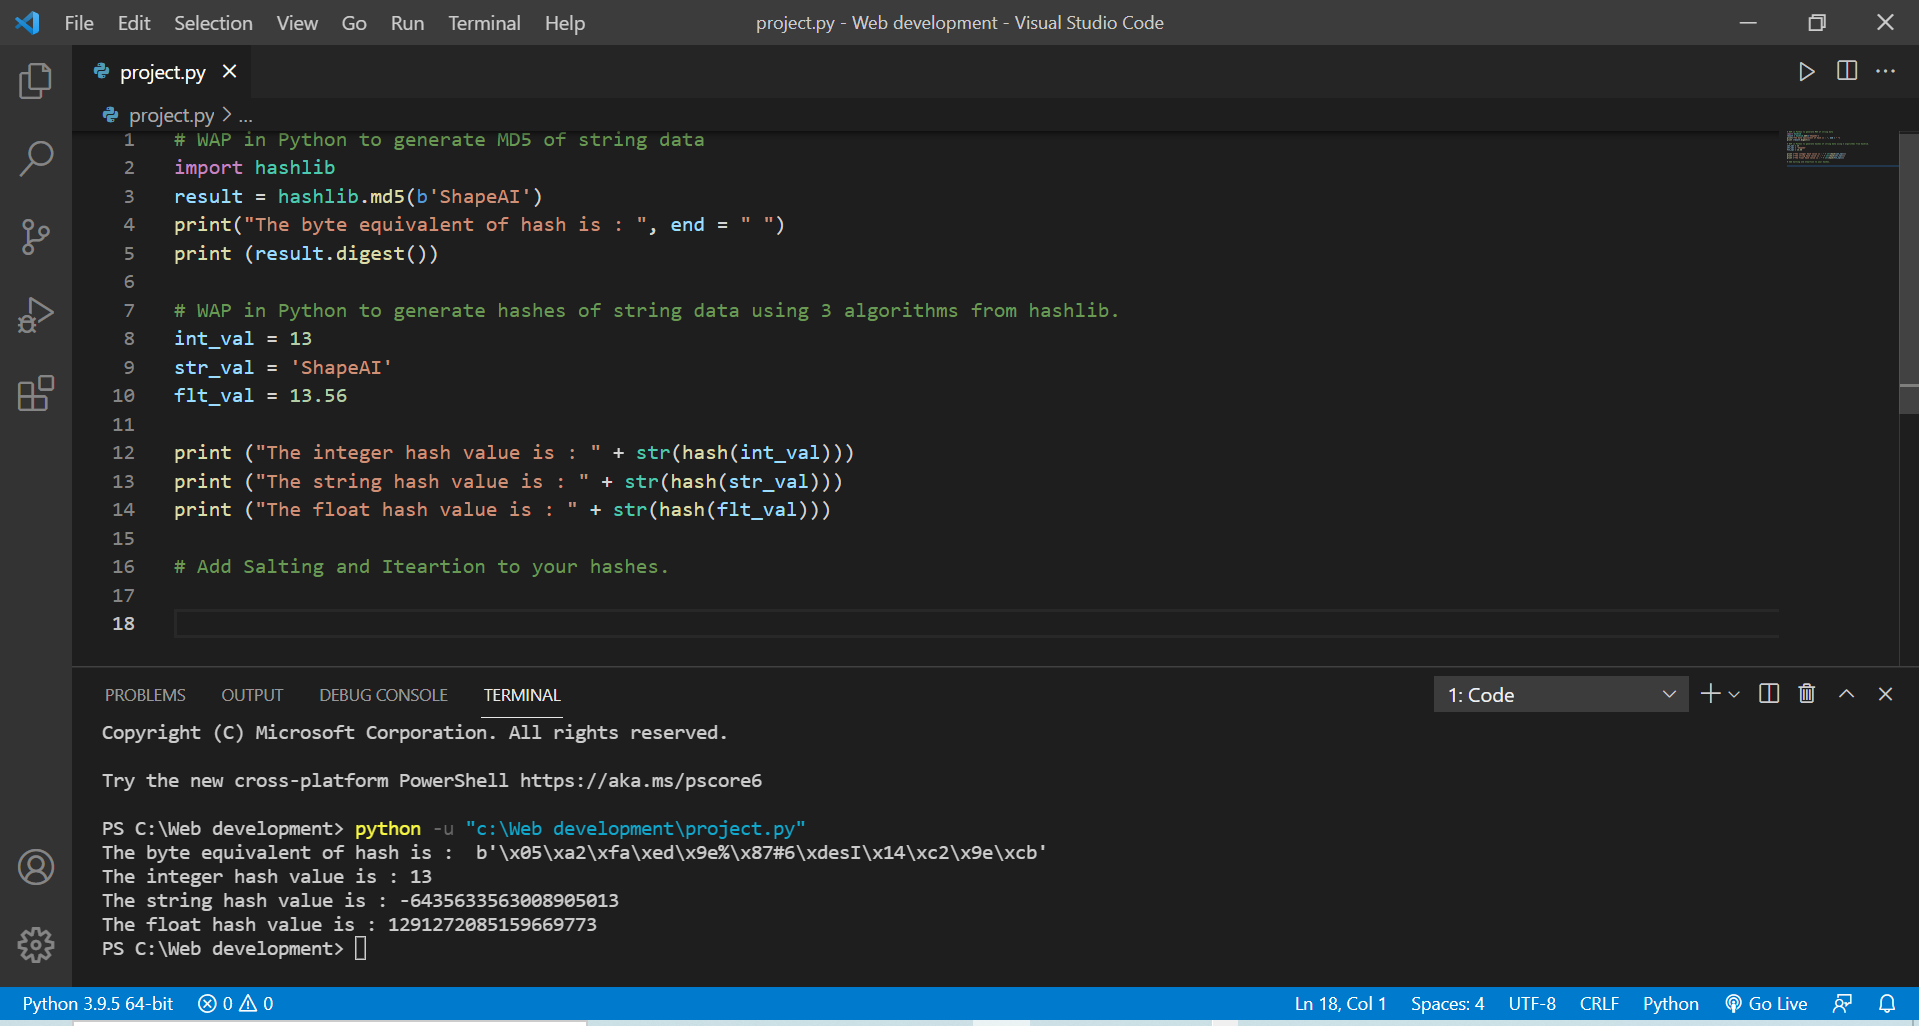 File Edit Selection View Go Run Terminal Help project.py - Web development - Visual Studio Code
project.py
project.py > ...
1 # WAP in Python to generate MD5 of string data
2 import hashlib
3 result = hashlib.md5(b'ShapeAI')
4 print("The byte equivalent of hash is : ", end = " ")
5 print (result.digest())
6
7 # WAP in Python to generate hashes of string data using 3 algorithms from hashlib.
8 int_val = 13
9 str_val = 'ShapeAI'
10 flt_val = 13.56
11
12 print ("The integer hash value is : " + str(hash(int_val)))
13 print ("The string hash value is : " + str(hash(str_val)))
14 print ("The float hash value is : " + str(hash(flt_val)))
15
16 # Add Salting and Iteartion to your hashes.
17
18
PROBLEMS OUTPUT DEBUG CONSOLE TERMINAL 1: Code
Copyright (C) Microsoft Corporation. All rights reserved.
Try the new cross-platform PowerShell https://aka.ms/pscore6
PS C:\Web development> python -u "c:\Web development\project.py"
The byte equivalent of hash is :  b'\x05\xa2\xfa\xed\x9e%\x87#6\xdesI\x14\xc2\x9e\xcb'
The integer hash value is : 13
The string hash value is : -6435633563008905013
The float hash value is : 1291272085159669773
PS C:\Web development>
Python 3.9.5 64-bit 0 0 Ln 18, Col 1 Spaces: 4 UTF-8 CRLF Python Go Live